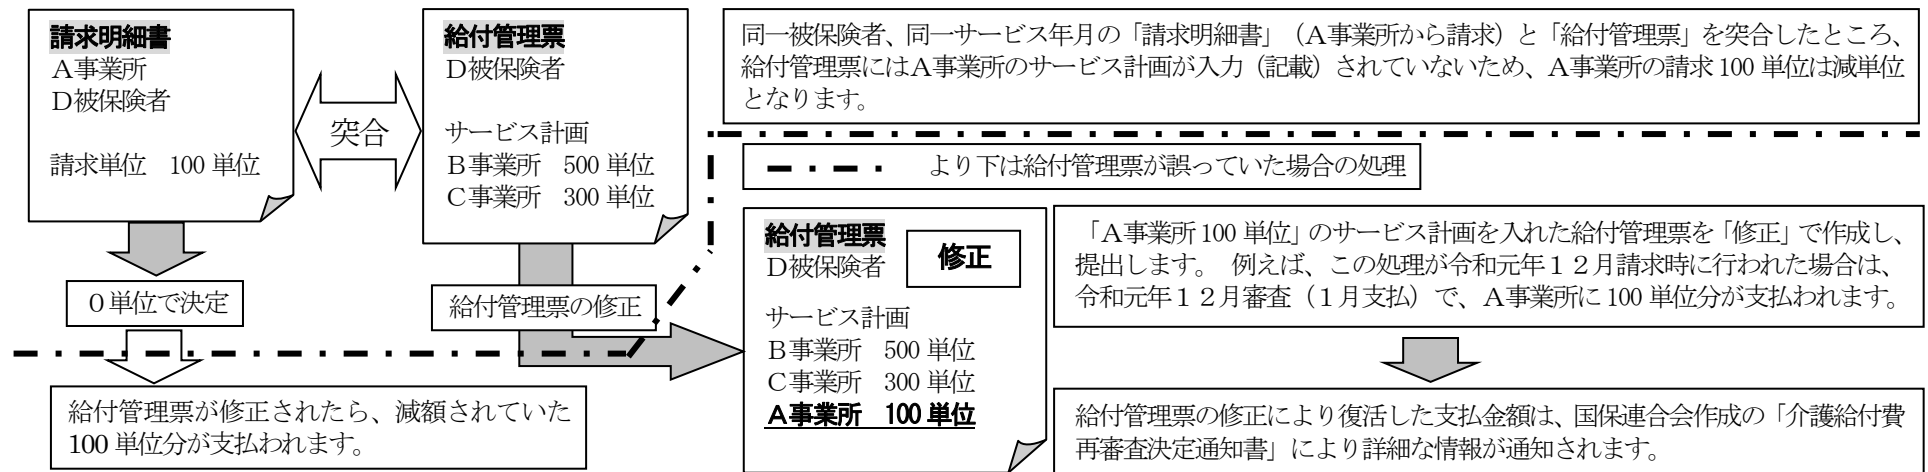 請求明細書
A事業所
D被保険者
請求単位 100 単位
突合
給付管理票
D被保険者
サービス計画
B事業所 500 単位
C事業所 300 単位
同一被保険者、同一サービス年月の「請求明細書」（A事業所から請求）と「給付管理票」を突合したところ、
給付管理票にはA事業所のサービス計画が入力（記載）されていないため、A事業所の請求 100 単位は減単位
となります。
より下は給付管理票が誤っていた場合の処理
0単位で決定
給付管理票の修正
給付管理票が修正されたら、減額されていた
100 単位分が支払われます。
給付管理票
修正
D被保険者
サービス計画
B事業所 500 単位
C事業所 300 単位
A事業所 100 単位
「A事業所 100 単位」のサービス計画を入れた給付管理票を「修正」で作成し、
提出します。 例えば、この処理が令和元年１２月請求時に行われた場合は、
令和元年１２月審査（１月支払）で、A事業所に 100 単位分が支払われます。
給付管理票の修正により復活した支払金額は、国保連合会作成の「介護給付費
再審査決定通知書」により詳細な情報が通知されます。